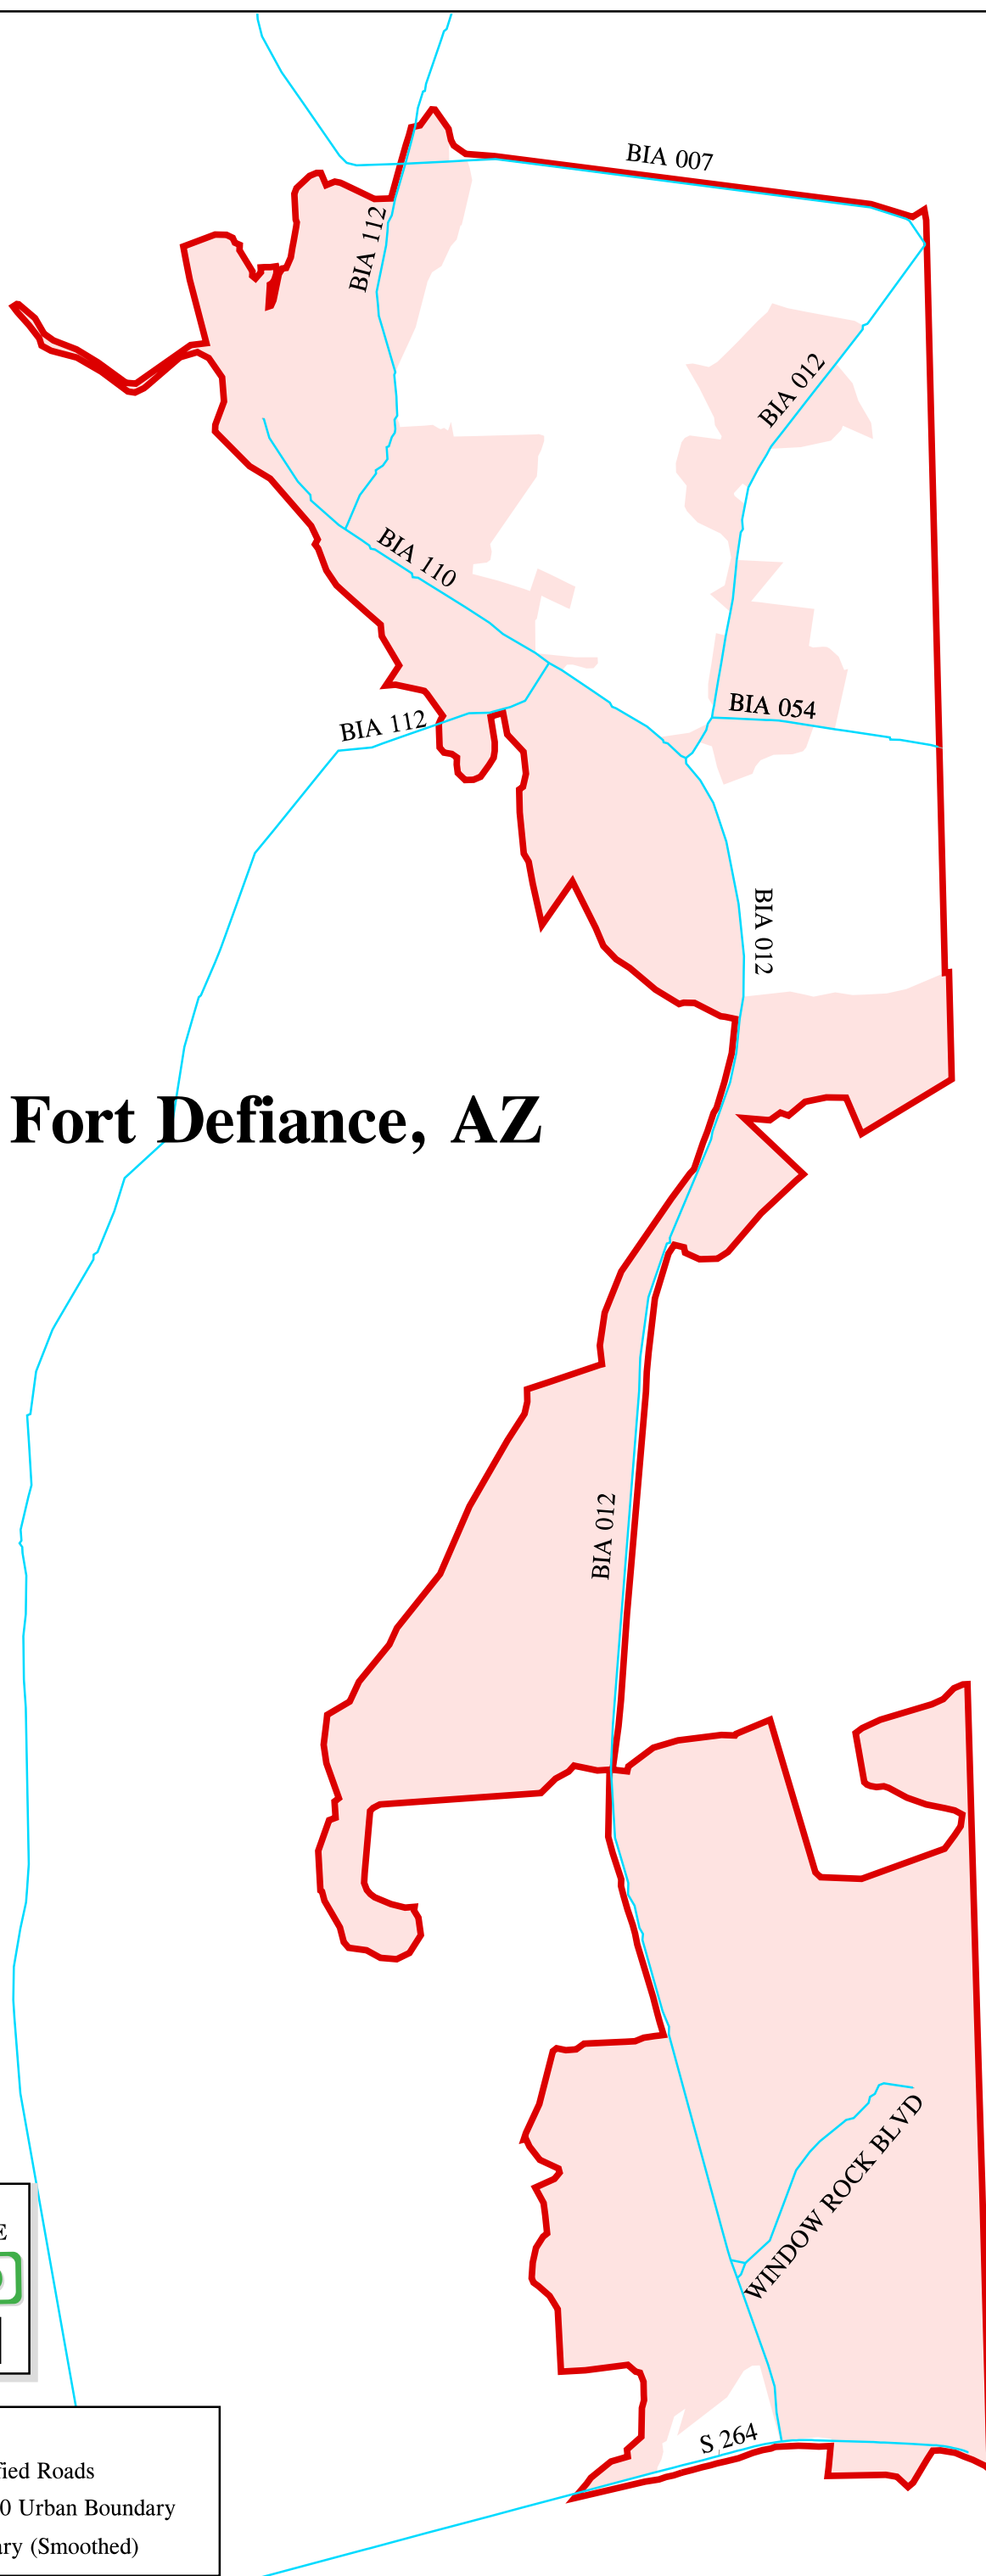 BIA 007
BIA 112
BIA 012
BIA 110
BIA 054
BIA 112
BIA 012
Fort Defiance, AZ
BIA 012
WINDOW ROCK BLVD
E
S 264
fied Roads
0 Urban Boundary
ary (Smoothed)